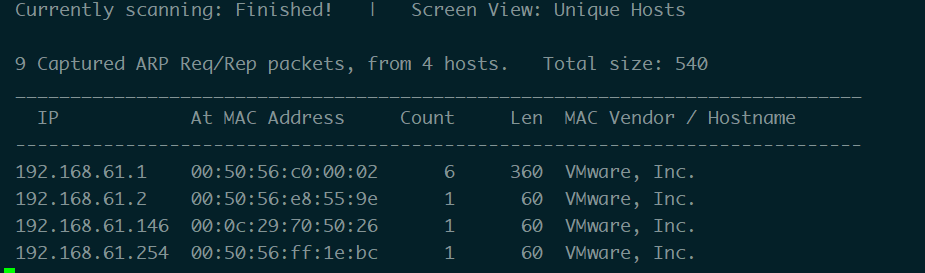 Currently scanning: Finished!   |   Screen View: Unique Hosts
9 Captured ARP Req/Rep packets, from 4 hosts.   Total size: 540
_____________________________________________________________________________
  IP            At MAC Address     Count     Len  MAC Vendor / Hostname
-----------------------------------------------------------------------------
192.168.61.1    00:50:56:c0:00:02      6     360  VMware, Inc.
192.168.61.2    00:50:56:e8:55:9e      1      60  VMware, Inc.
192.168.61.146  00:0c:29:70:50:26      1      60  VMware, Inc.
192.168.61.254  00:50:56:ff:1e:bc      1      60  VMware, Inc.